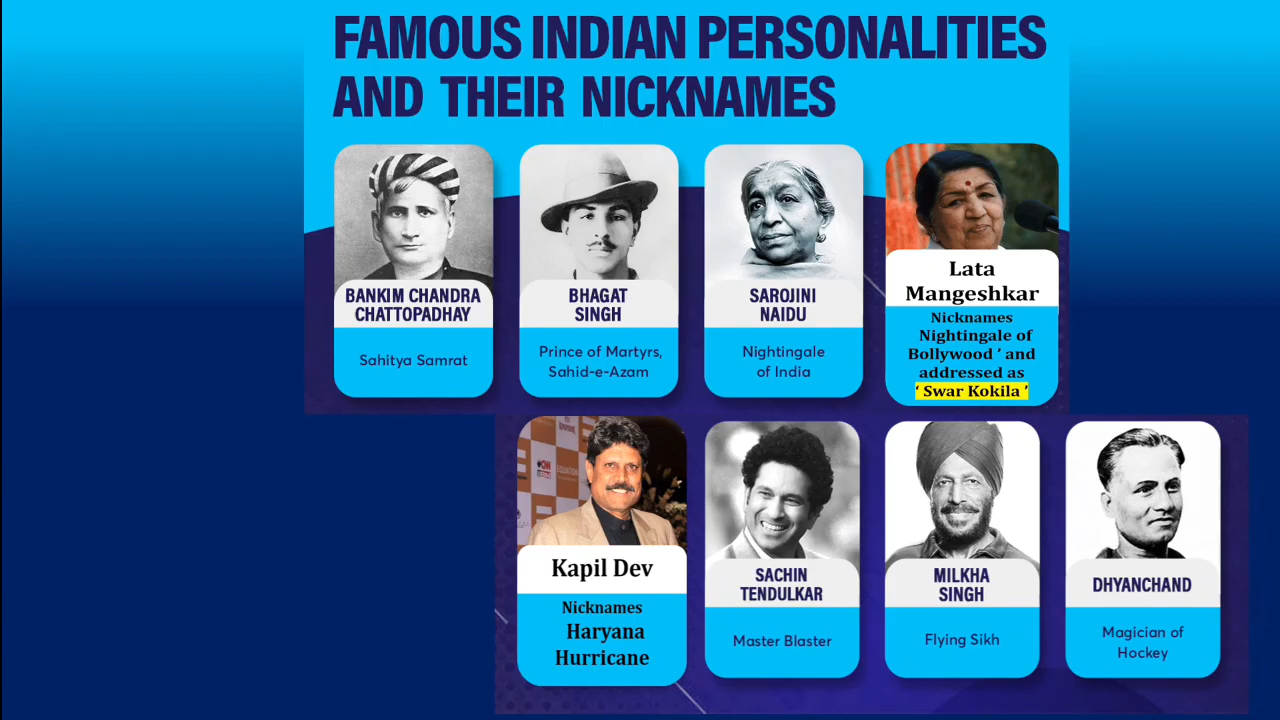 FAMOUS INDIAN PERSONALITIES
AND THEIR NICKNAMES
BANKIM CHANDRA
CHATTOPADHAY
Sahitya Samrat
BHAGAT
SINGH
Prince of Martyrs,
Sahid-e-Azam
SAROJINI
NAIDU
Nightingale
of India
Lata
Mangeshkar
Nicknames
Nightingale of
Bollywood ’ and
addressed as
‘ Swar Kokila ’
Kapil Dev
Nicknames
Haryana
Hurricane
SACHIN
TENDULKAR
Master Blaster
MILKHA
SINGH
Flying Sikh
DHYANCHAND
Magician of
Hockey